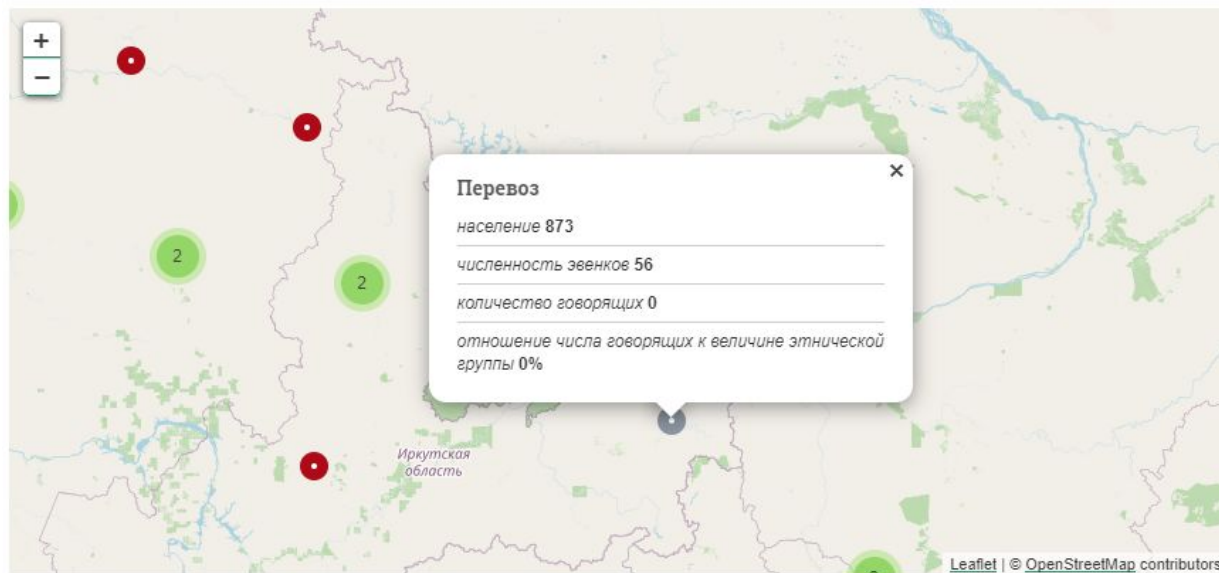 +
−
Перевоз
×
население 873
численность эвенков 56
количество говорящих 0
отношение числа говорящих к величине этнической
группы 0%
2
2
Иркутская
область
Leaflet | © OpenStreetMap contributors